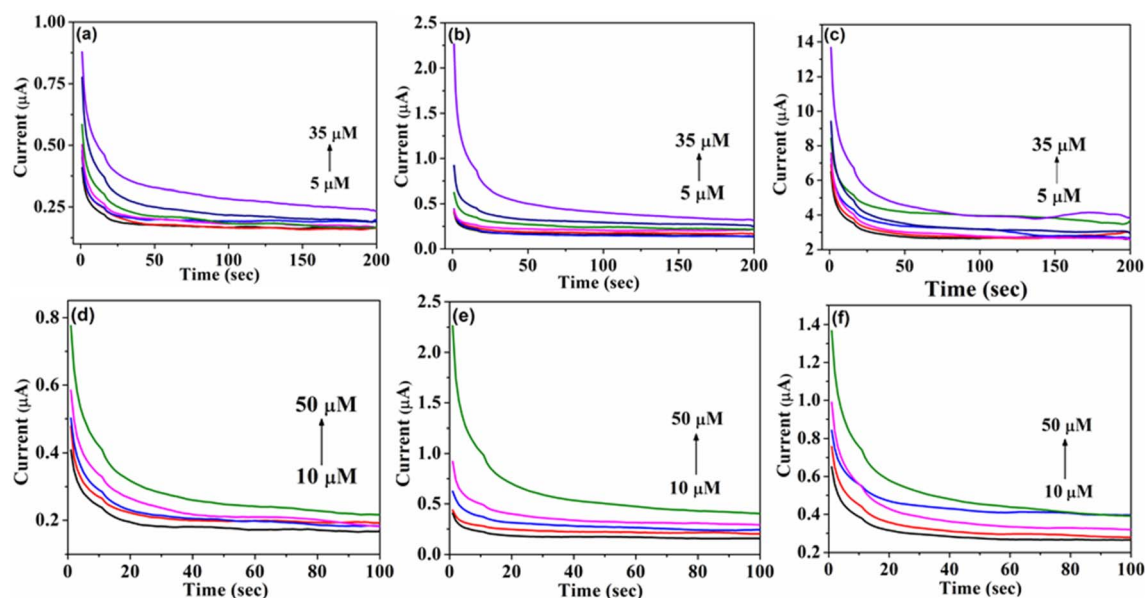 (a)
Current (μA)
1.00
0.75
0.50
0.25
35 μM
5 μM
0 50 100 150 200
Time (sec)
(b)
Current (μA)
2.5
2.0
1.5
1.0
0.5
0.0
35 μM
5 μM
0 50 100 150 200
Time (sec)
(c)
Current (μA)
14
12
10
8
6
4
2
35 μM
5 μM
0 50 100 150 200
Time (sec)
(d)
Current (μA)
0.8
0.6
0.4
0.2
50 μM
10 μM
0 20 40 60 80 100
Time (sec)
(e)
Current (μA)
2.5
2.0
1.5
1.0
0.5
0.0
50 μM
10 μM
0 20 40 60 80 100
Time (sec)
(f)
Current (μA)
1.4
1.2
1.0
0.8
0.6
0.4
0.2
50 μM
10 μM
0 20 40 60 80 100
Time (sec)